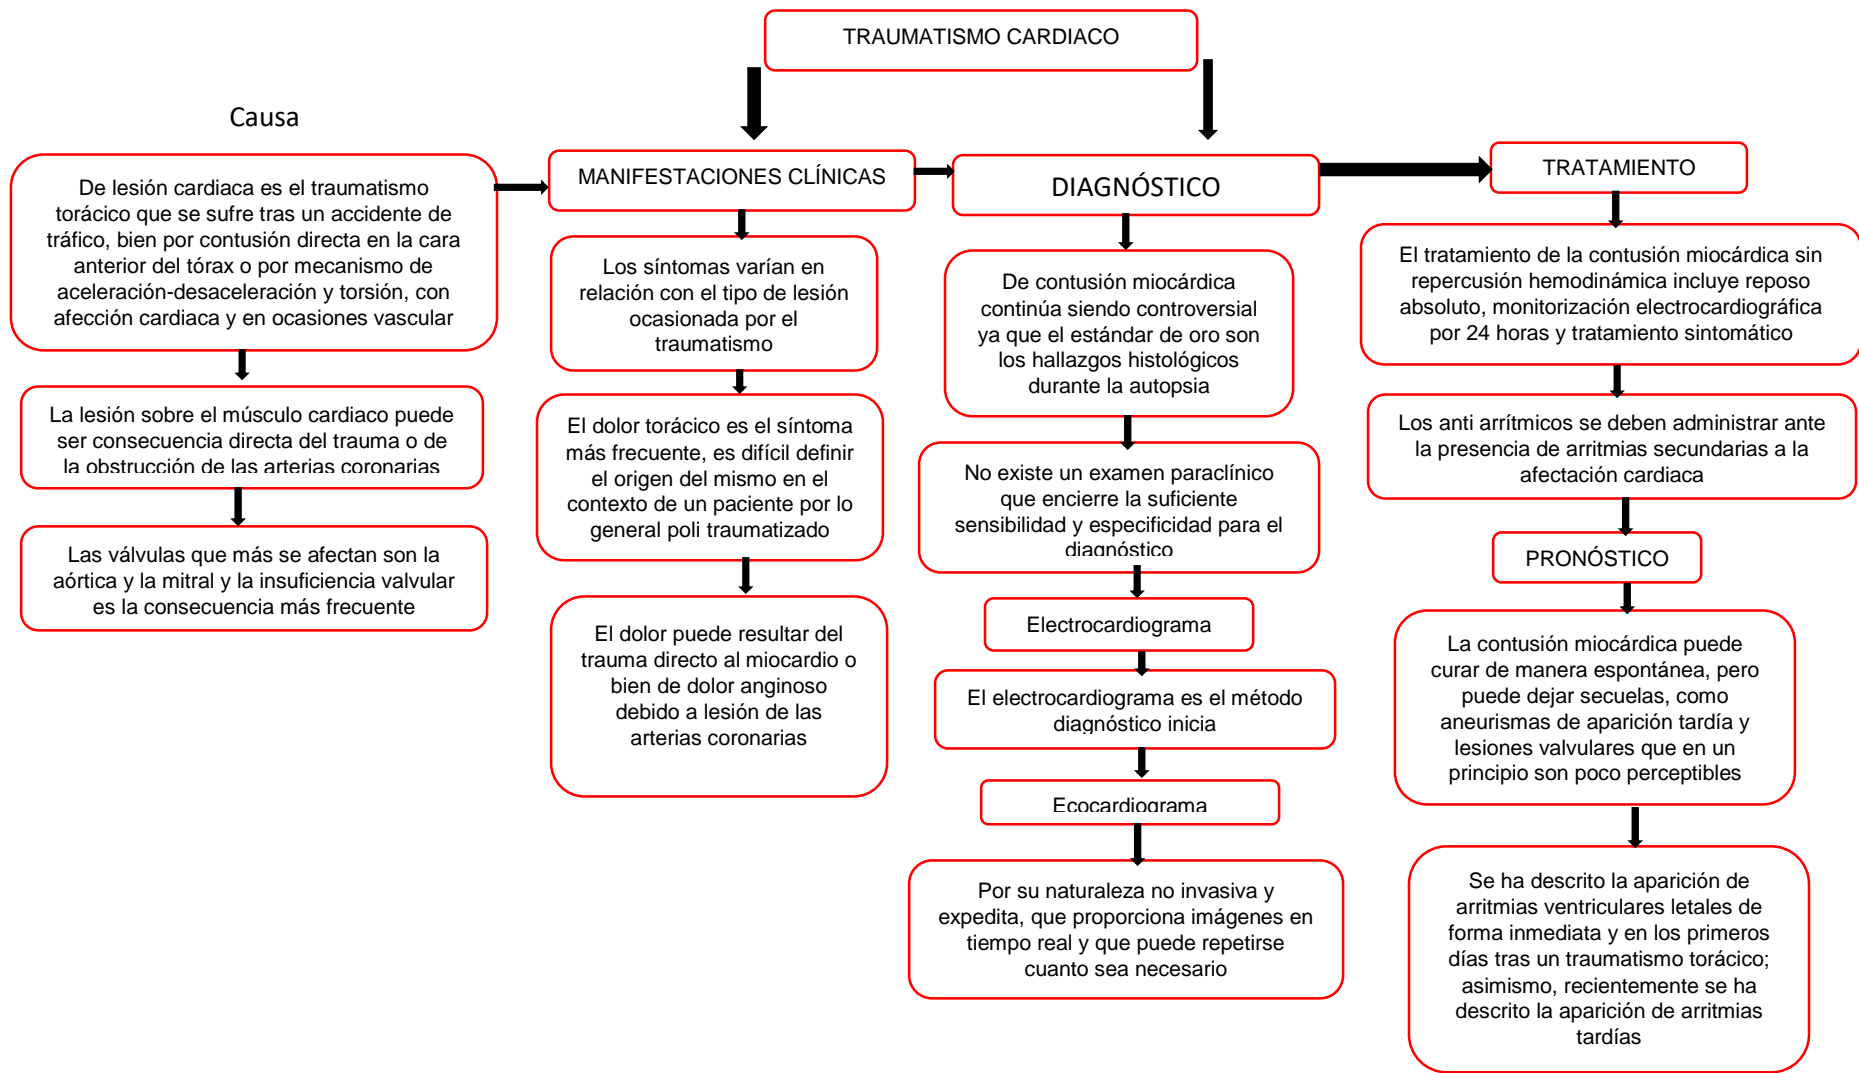 TRAUMATISMO CARDIACO
Causa
De lesión cardiaca es el traumatismo
torácico que se sufre tras un accidente de
tráfico, bien por contusión directa en la cara
anterior del tórax o por mecanismo de
aceleración-desaceleración y torsión, con
afección cardiaca y en ocasiones vascular
La lesión sobre el músculo cardiaco puede
ser consecuencia directa del trauma o de
la obstrucción de las arterias coronarias
Las válvulas que más se afectan son la
aórtica y la mitral y la insuficiencia valvular
es la consecuencia más frecuente
MANIFESTACIONES CLÍNICAS
Los síntomas varían en
relación con el tipo de lesión
ocasionada por el
traumatismo
El dolor torácico es el síntoma
más frecuente, es difícil definir
el origen del mismo en el
contexto de un paciente por lo
general poli traumatizado
El dolor puede resultar del
trauma directo al miocardio o
bien de dolor anginoso
debido a lesión de las
arterias coronarias
DIAGNÓSTICO
De contusión miocárdica
continúa siendo controversial
ya que el estándar de oro son
los hallazgos histológicos
durante la autopsia
No existe un examen paraclínico
que encierre la suficiente
sensibilidad y especificidad para el
diagnóstico
Electrocardiograma
El electrocardiograma es el método
diagnóstico inicia
Ecocardiograma
Por su naturaleza no invasiva y
expedita, que proporciona imágenes en
tiempo real y que puede repetirse
cuanto sea necesario
TRATAMIENTO
El tratamiento de la contusión miocárdica sin
repercusión hemodinámica incluye reposo
absoluto, monitorización electrocardiográfica
por 24 horas y tratamiento sintomático
Los anti arrítmicos se deben administrar ante
la presencia de arritmias secundarias a la
afectación cardiaca
PRONÓSTICO
La contusión miocárdica puede
curar de manera espontánea, pero
puede dejar secuelas, como
aneurismas de aparición tardía y
lesiones valvulares que en un
principio son poco perceptibles
Se ha descrito la aparición de
arritmias ventriculares letales de
forma inmediata y en los primeros
días tras un traumatismo torácico;
asimismo, recientemente se ha
descrito la aparición de arritmias
tardías